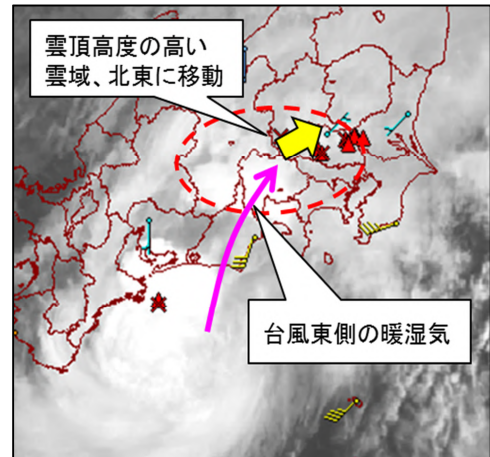 雲頂高度の高い
雲域、北東に移動
台風東側の暖湿気